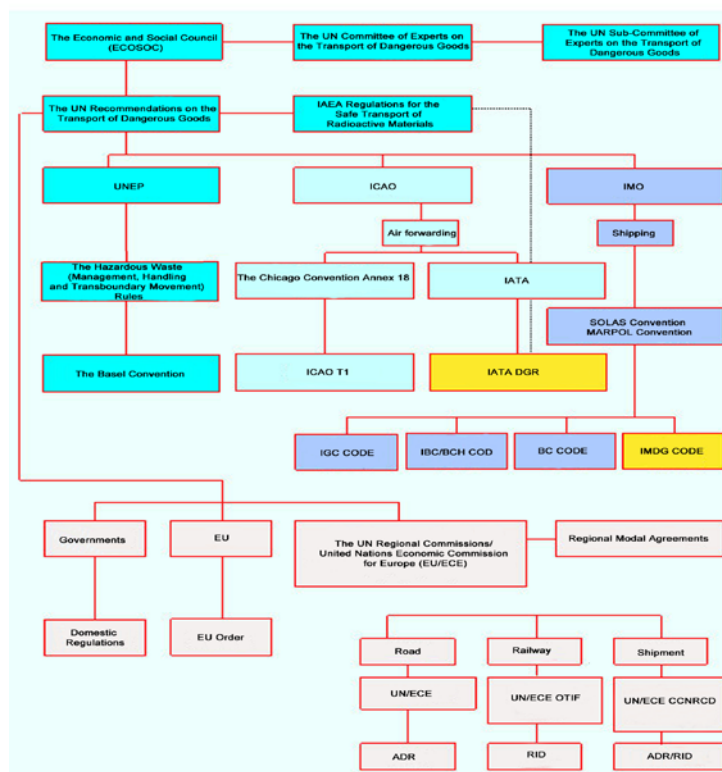 The Economic and Social Council
(ECOSOC)
The UN Committee of Experts on
the Transport of Dangerous Goods
The UN Sub-Committee of
Experts on the Transport of
Dangerous Goods
The UN Recommendations on the
Transport of Dangerous Goods
IAEA Regulations for the
Safe Transport of
Radioactive Materials
UNEP
ICAO
IMO
Air forwarding
Shipping
The Hazardous Waste
(Management, Handling
and Transboundary Movement)
Rules
The Chicago Convention Annex 18
IATA
SOLAS Convention
MARPOL Convention
The Basel Convention
ICAO T1
IATA DGR
IGC CODE
IBC/BCH COD
BC CODE
IMDG CODE
Governments
EU
The UN Regional Commissions/
United Nations Economic Commission
for Europe (EU/ECE)
Regional Modal Agreements
Domestic
Regulations
EU Order
Road
Railway
Shipment
UN/ECE
UN/ECE OTIF
UN/ECE CCNRCD
ADR
RID
ADR/RID